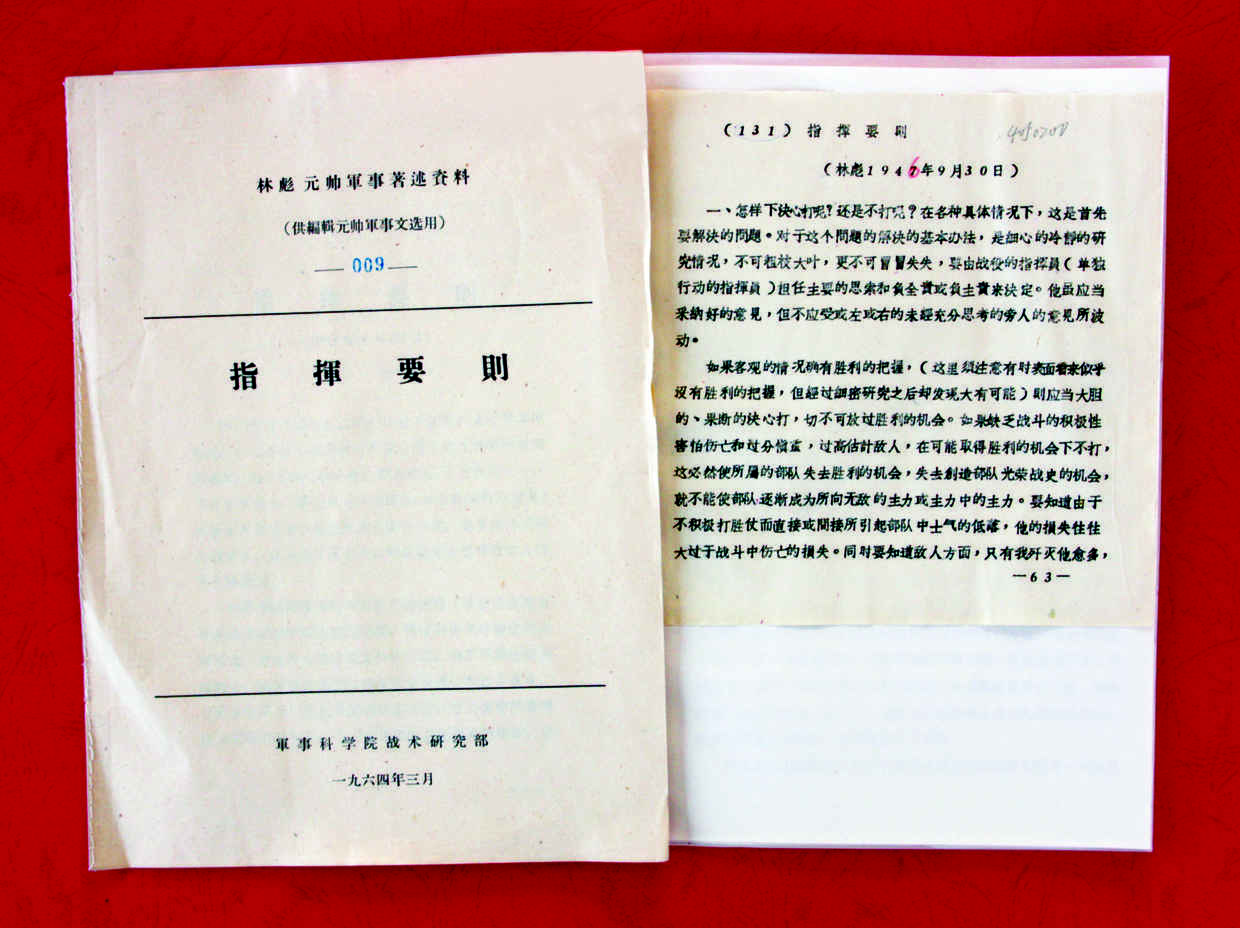 林彪元帅軍事著述資料
（供編輯元帅軍事文选用）
— 009 —
指揮要則
軍事科学院战术研究部
一九六四年三月
（131）指揮要則
（林彪1946年9月30日）
一、怎样下决心打呢？还是不打呢？在各种具体情况下，这是首先
要解决的問題。对于这个問題的解决的基本办法，是細心的冷靜的研
究情况，不可粗枝大叶，更不可冒冒失失，要由战役的指揮員（单独
行动的指揮員）担任主要的思索和負全責或負主責来决定。他虽应当
采納好的意見，但不应受或左或右的未經充分思考的旁人的意見所波
动。
如果客观的情况确有胜利的把握，（这里须注意有时表面看来似乎
沒有胜利的把握，但經过細密研究之后却发現大有可能）則应当大胆
的、果断的决心打，切不可放过胜利的机会。如果缺乏战斗的积极性
害怕伤亡和过分慎重，过高估計敌人，在可能取得胜利的机会下不打，
这必然使所屬的部队失去胜利的机会，失去創造部队光荣战史的机会，
就不能使部队逐渐成为所向无敌的主力或主力中的主力。要知道由于
不积极打胜仗而直接或間接所引起部队中士气的低落，他的損失往往
大过于战斗中伤亡的損失。同时要知道敌人方面，只有我歼灭他愈多，
—63—